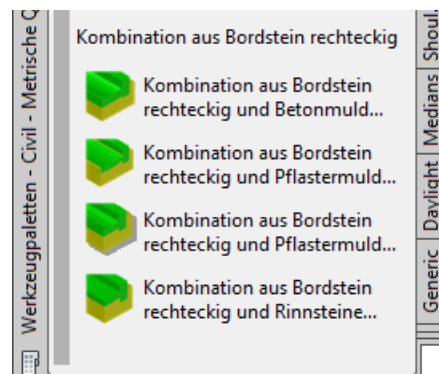 Werkzeugpaletten - Civil - Metrische Q
Kombination aus Bordstein rechteckig
Kombination aus Bordstein
rechteckig und Betonmuld...
Kombination aus Bordstein
rechteckig und Pflastermuld...
Kombination aus Bordstein
rechteckig und Pflastermuld...
Kombination aus Bordstein
rechteckig und Rinnsteine...
Shoul.
Medians
Daylight
Generic